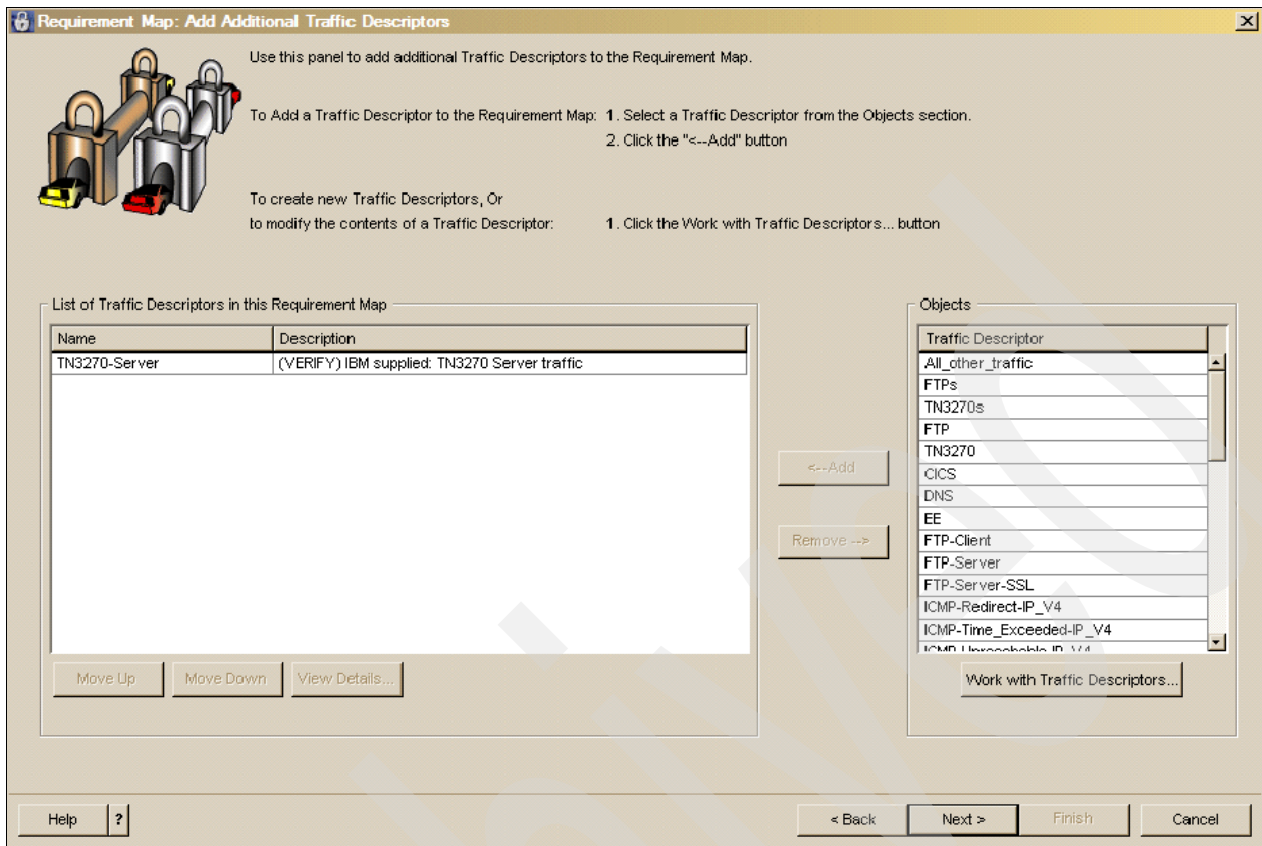 Requirement Map: Add Additional Traffic Descriptors
Use this panel to add additional Traffic Descriptors to the Requirement Map.
To Add a Traffic Descriptor to the Requirement Map: 1. Select a Traffic Descriptor from the Objects section.
2. Click the "<--Add" button
To create new Traffic Descriptors, Or
to modify the contents of a Traffic Descriptor: 1. Click the Work with Traffic Descriptors... button
List of Traffic Descriptors in this Requirement Map
Name Description
TN3270-Server (VERIFY) IBM supplied: TN3270 Server traffic
<--Add
Remove -->
Move Up Move Down View Details...
Objects
Traffic Descriptor
All_other_traffic
FTPs
TN3270s
FTP
TN3270
CICS
DNS
EE
FTP-Client
FTP-Server
FTP-Server-SSL
ICMP-Redirect-IP_V4
ICMP-Time_Exceeded-IP_V4
ICMP-Unreachable-IP_V4
Work with Traffic Descriptors...
Help ? < Back Next > Finish Cancel